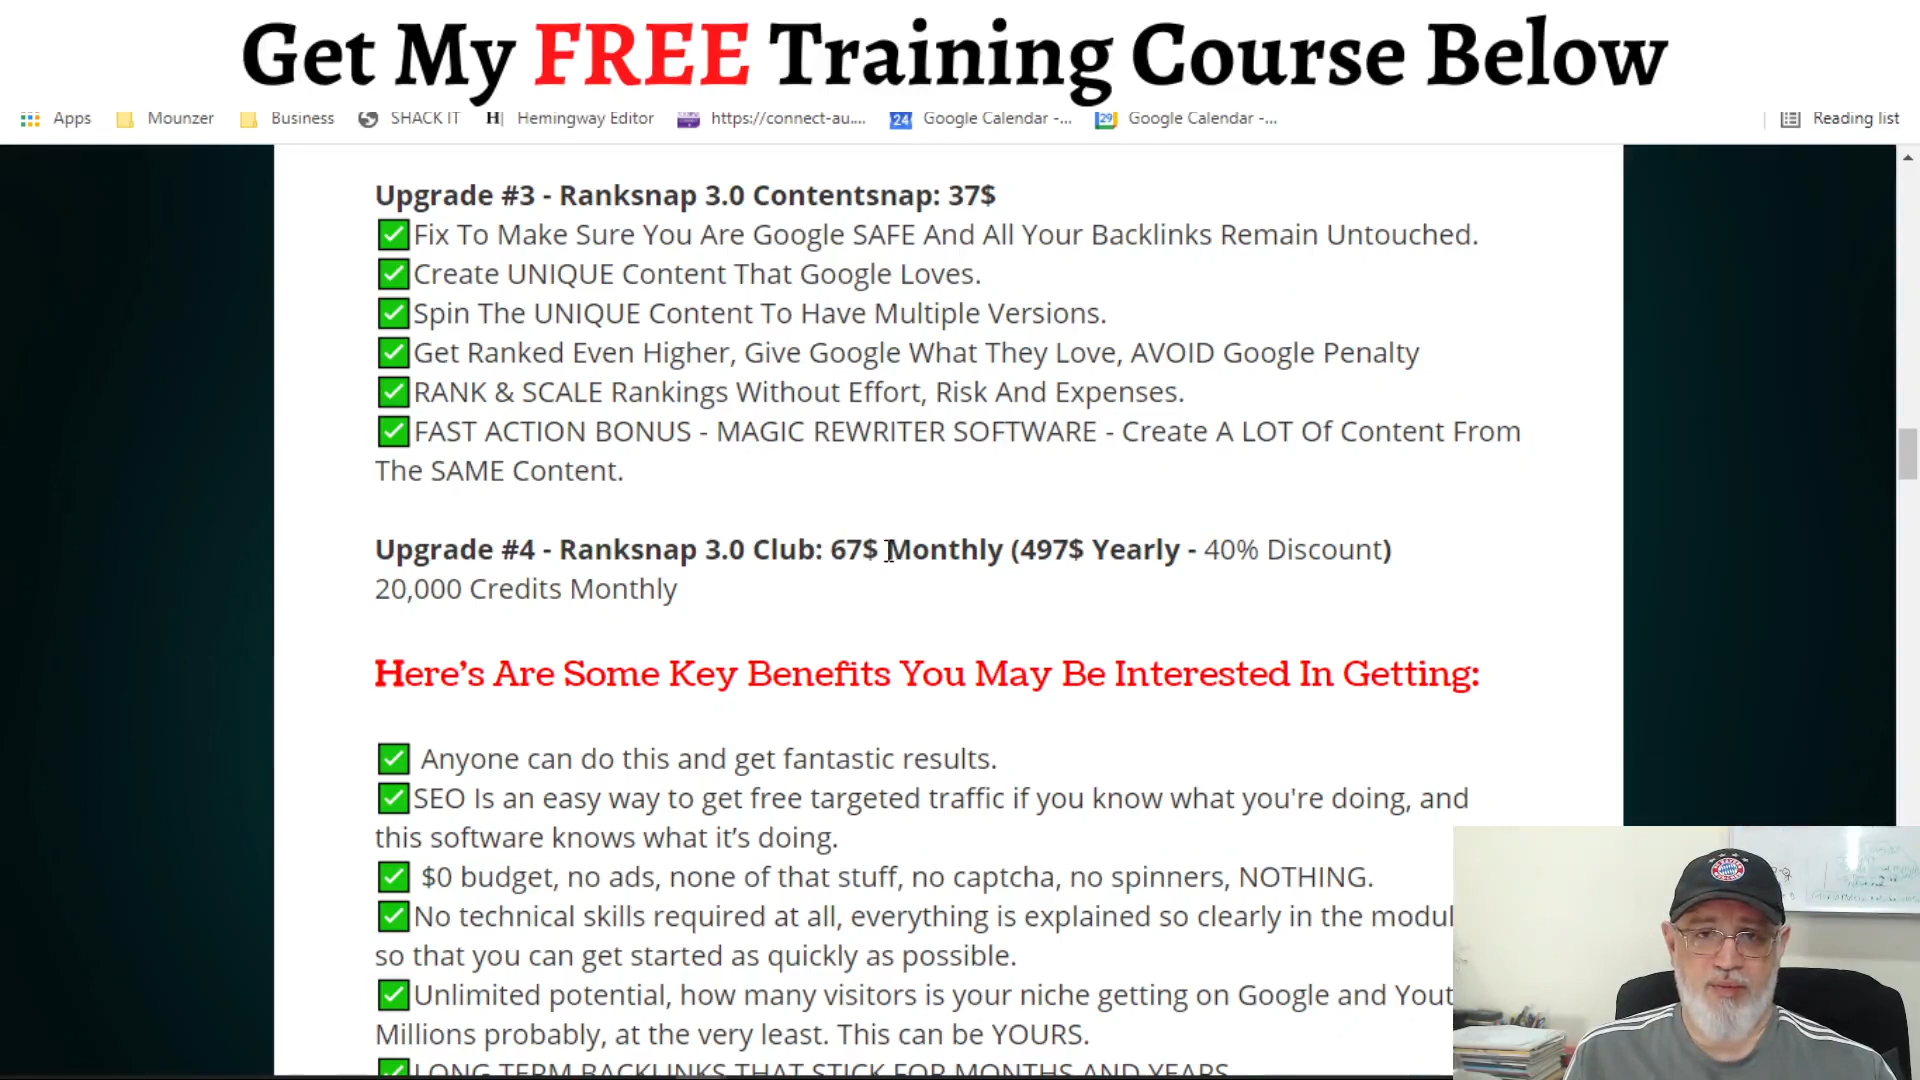 Get My FREE Training Course Below
Apps Mounzer Business SHACK IT Hemingway Editor https://connect-au.... Google Calendar -... Google Calendar -... Reading list
Upgrade #3 - Ranksnap 3.0 Contentsnap: 37$
✅Fix To Make Sure You Are Google SAFE And All Your Backlinks Remain Untouched.
✅Create UNIQUE Content That Google Loves.
✅Spin The UNIQUE Content To Have Multiple Versions.
✅Get Ranked Even Higher, Give Google What They Love, AVOID Google Penalty
✅RANK & SCALE Rankings Without Effort, Risk And Expenses.
✅FAST ACTION BONUS - MAGIC REWRITER SOFTWARE - Create A LOT Of Content From
The SAME Content.
Upgrade #4 - Ranksnap 3.0 Club: 67$ Monthly (497$ Yearly - 40% Discount)
20,000 Credits Monthly
Here's Are Some Key Benefits You May Be Interested In Getting:
✅ Anyone can do this and get fantastic results.
✅SEO Is an easy way to get free targeted traffic if you know what you're doing, and
this software knows what it’s doing.
✅ $0 budget, no ads, none of that stuff, no captcha, no spinners, NOTHING.
✅No technical skills required at all, everything is explained so clearly in the modul
so that you can get started as quickly as possible.
✅Unlimited potential, how many visitors is your niche getting on Google and Yout
Millions probably, at the very least. This can be YOURS.
✅LONG TERM BACKLINKS THAT STICK FOR MONTHS AND YEARS